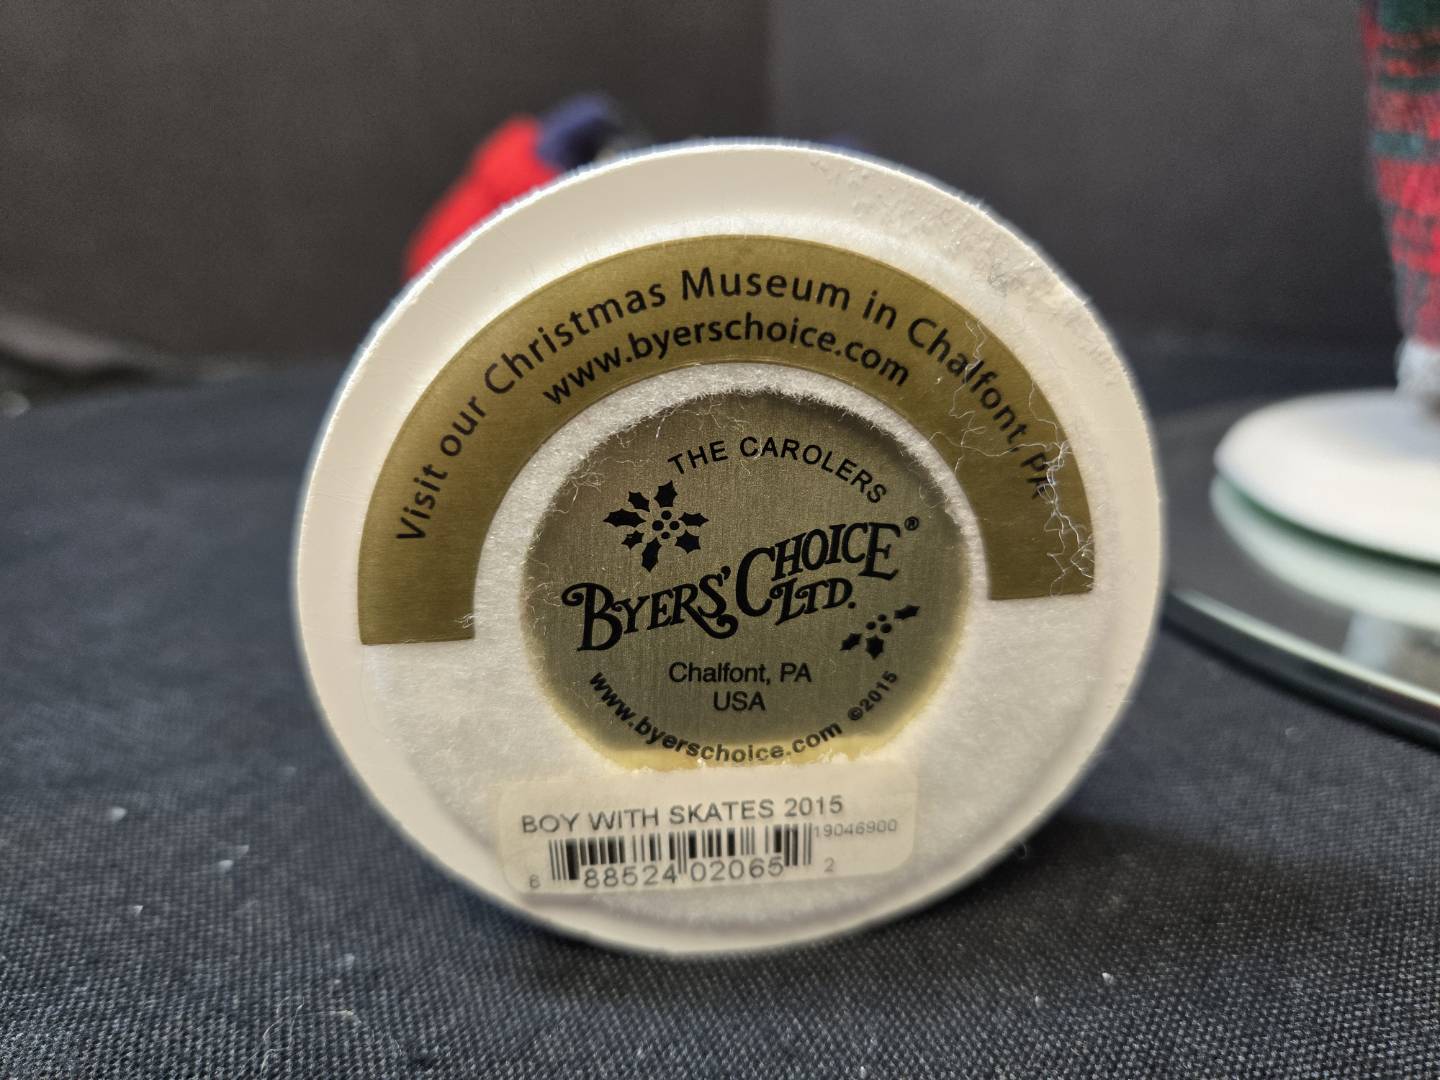 Visit our Christmas Museum in Chalfont, PA
www.byerschoice.com
THE CAROLERS
BYERS' CHOICE®
LTD.
Chalfont, PA
USA
www.byerschoice.com ©2015
BOY WITH SKATES 2015
19046900
6 88524 02065 2